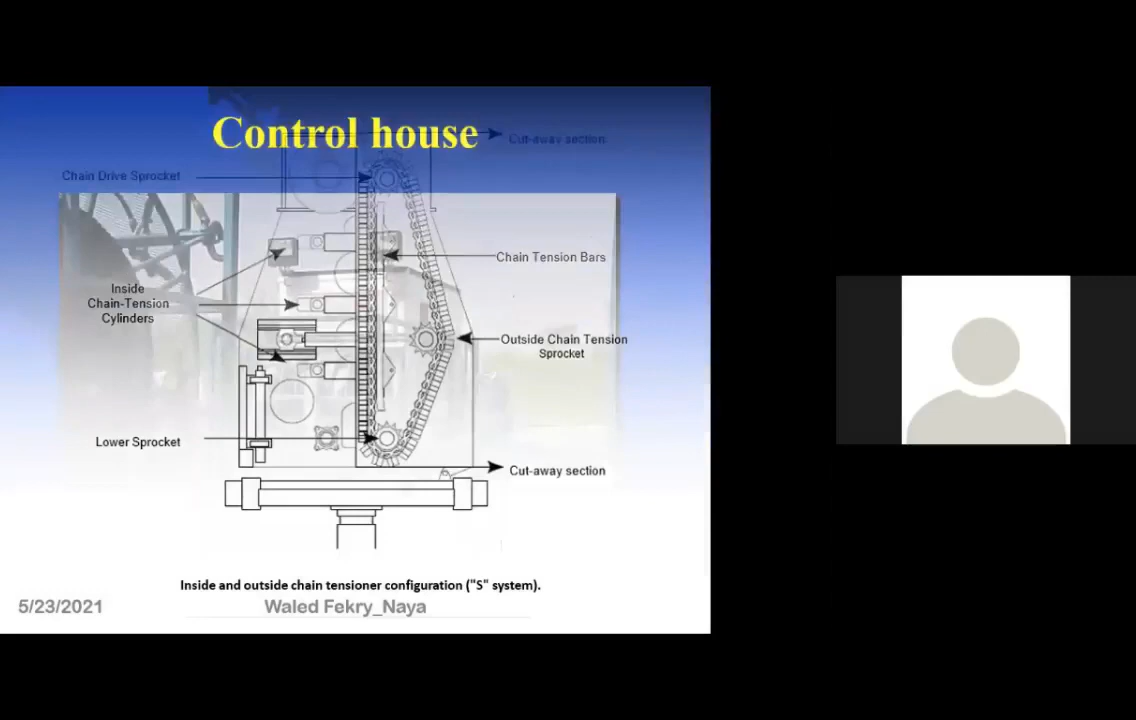 Control house
Cut-away section
Chain Drive Sprocket
Chain Tension Bars
Inside
Chain-Tension
Cylinders
Outside Chain Tension
Sprocket
Lower Sprocket
Cut-away section
Inside and outside chain tensioner configuration ("S" system).
5/23/2021
Waled Fekry_Naya